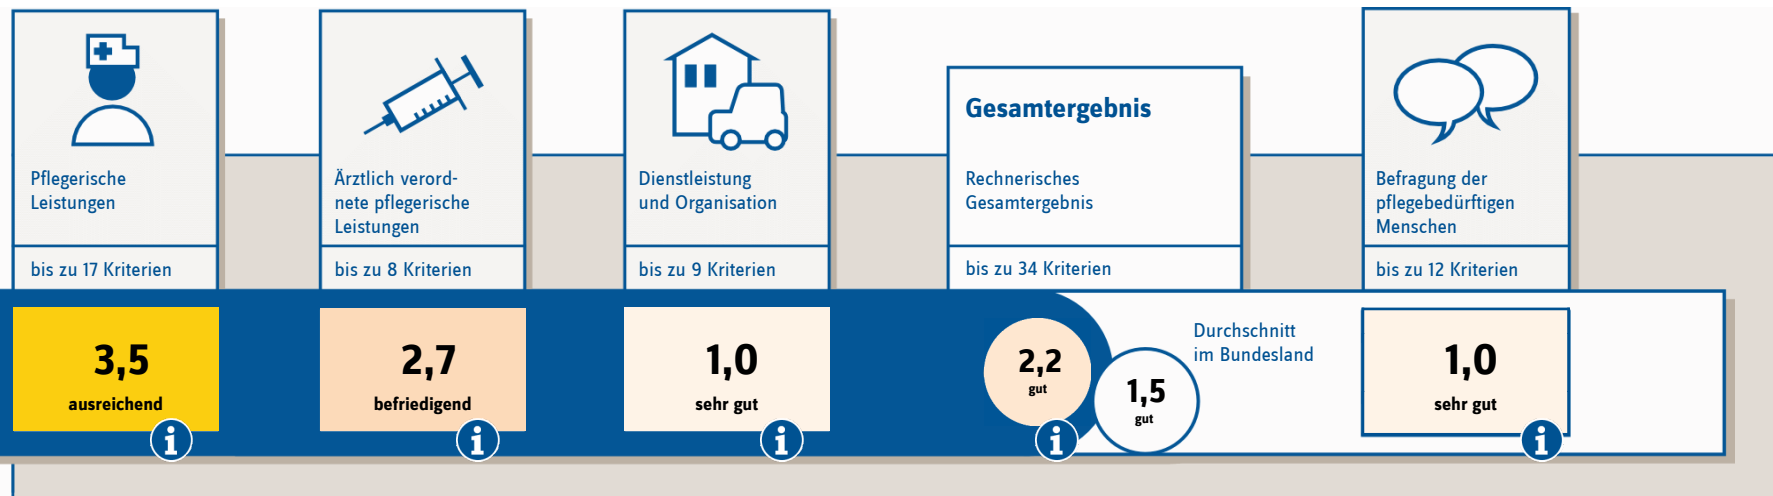 Pflegerische
Leistungen
bis zu 17 Kriterien
3,5
ausreichend
i
Ärztlich verord-
nete pflegerische
Leistungen
bis zu 8 Kriterien
2,7
befriedigend
i
Dienstleistung
und Organisation
bis zu 9 Kriterien
1,0
sehr gut
i
Gesamtergebnis
Rechnerisches
Gesamtergebnis
bis zu 34 Kriterien
2,2
gut
i
1,5
gut
Durchschnitt
im Bundesland
Befragung der
pflegebedürftigen
Menschen
bis zu 12 Kriterien
1,0
sehr gut
i